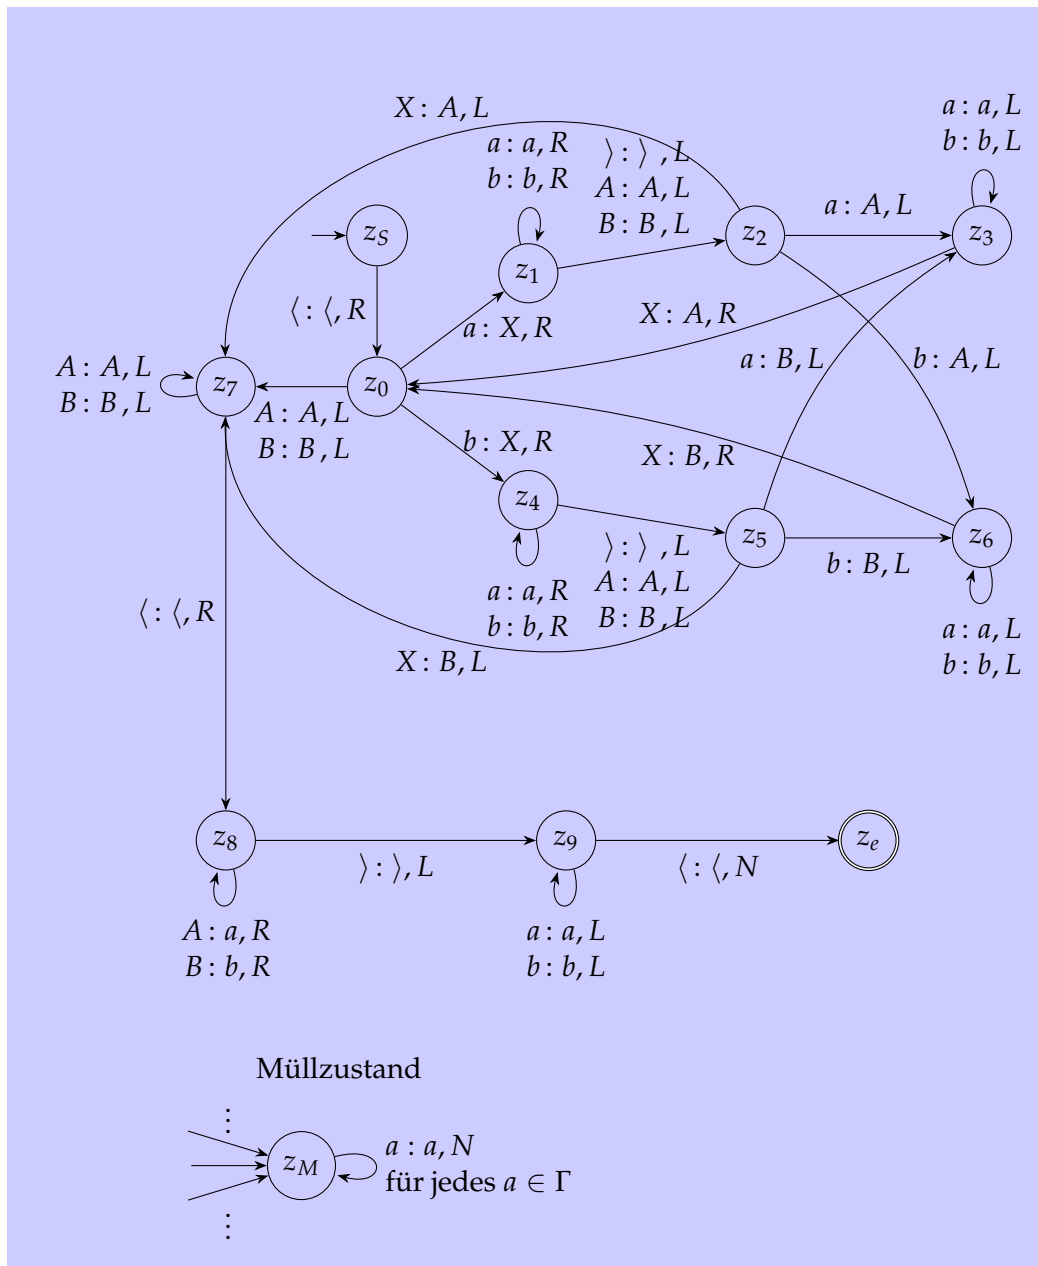 X : A, L
a : a, L
b : b, L
a : a, R
b : b, R
⟩ : ⟩ , L
A : A, L
B : B , L
z_S
z_1
z_2
a : A, L
z_3
⟨ : ⟨, R
a : X, R
X : A, R
a : B, L
b : A, L
A : A, L
B : B , L
z_7
z_0
A : A, L
B : B , L
b : X, R
X : B, R
z_4
z_5
z_6
⟩ : ⟩ , L
A : A, L
B : B , L
b : B, L
a : a, R
b : b, R
a : a, L
b : b, L
⟨ : ⟨, R
X : B, L
z_8
⟩ : ⟩, L
z_9
⟨ : ⟨, N
z_e
A : a, R
B : b, R
a : a, L
b : b, L
Müllzustand
⋮
z_M
a : a, N
für jedes a ∈ Γ
⋮